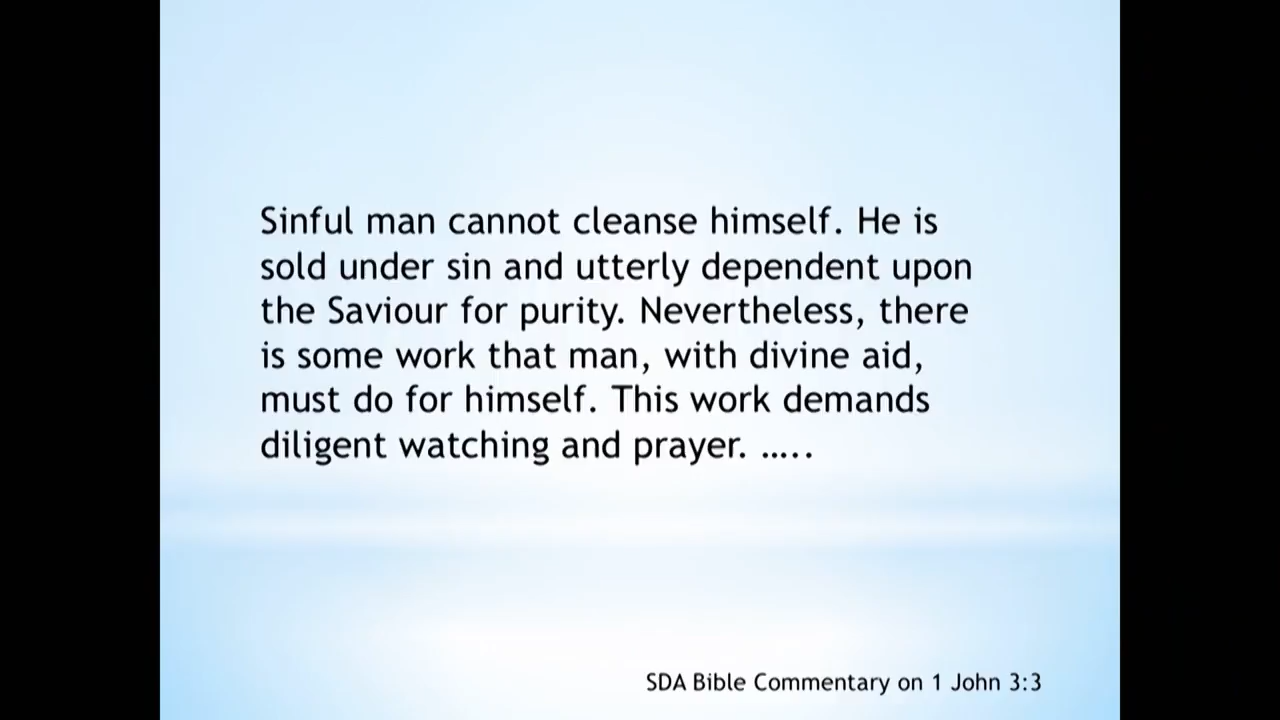 Sinful man cannot cleanse himself. He is
sold under sin and utterly dependent upon
the Saviour for purity. Nevertheless, there
is some work that man, with divine aid,
must do for himself. This work demands
diligent watching and prayer. …..
SDA Bible Commentary on 1 John 3:3